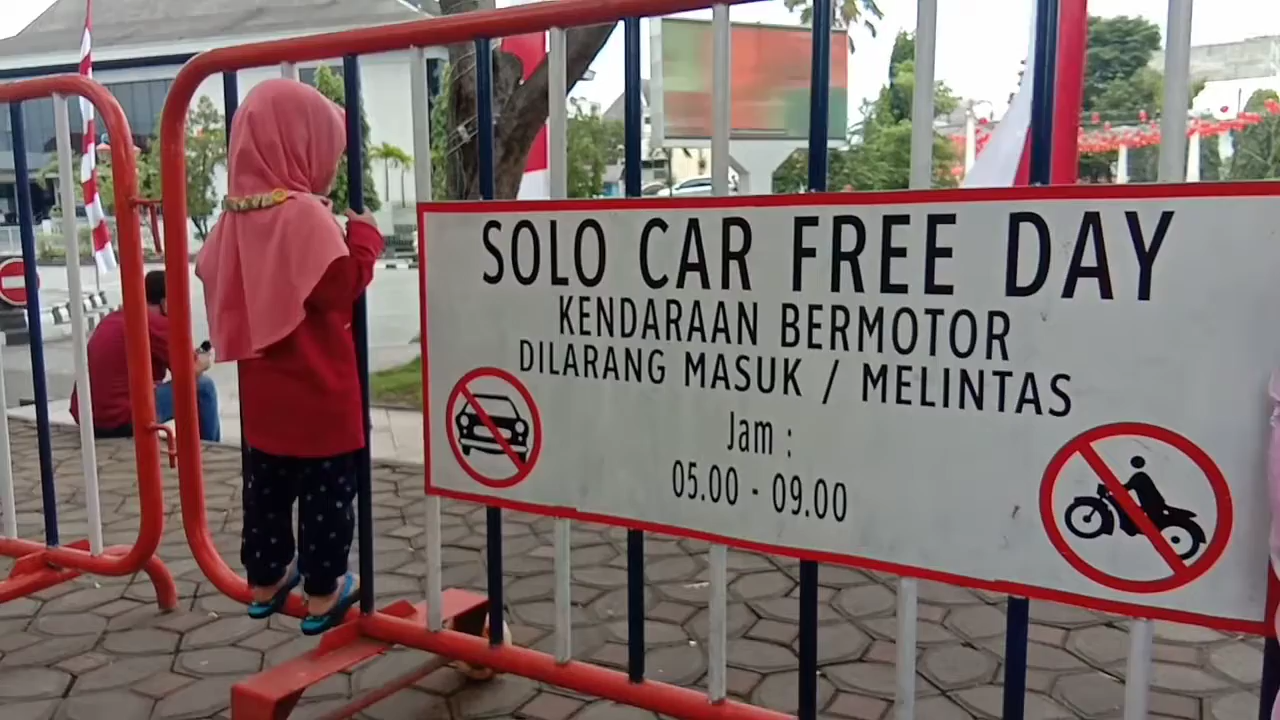 SOLO CAR FREE DAY
KENDARAAN BERMOTOR
DILARANG MASUK / MELINTAS
Jam :
05.00 - 09.00